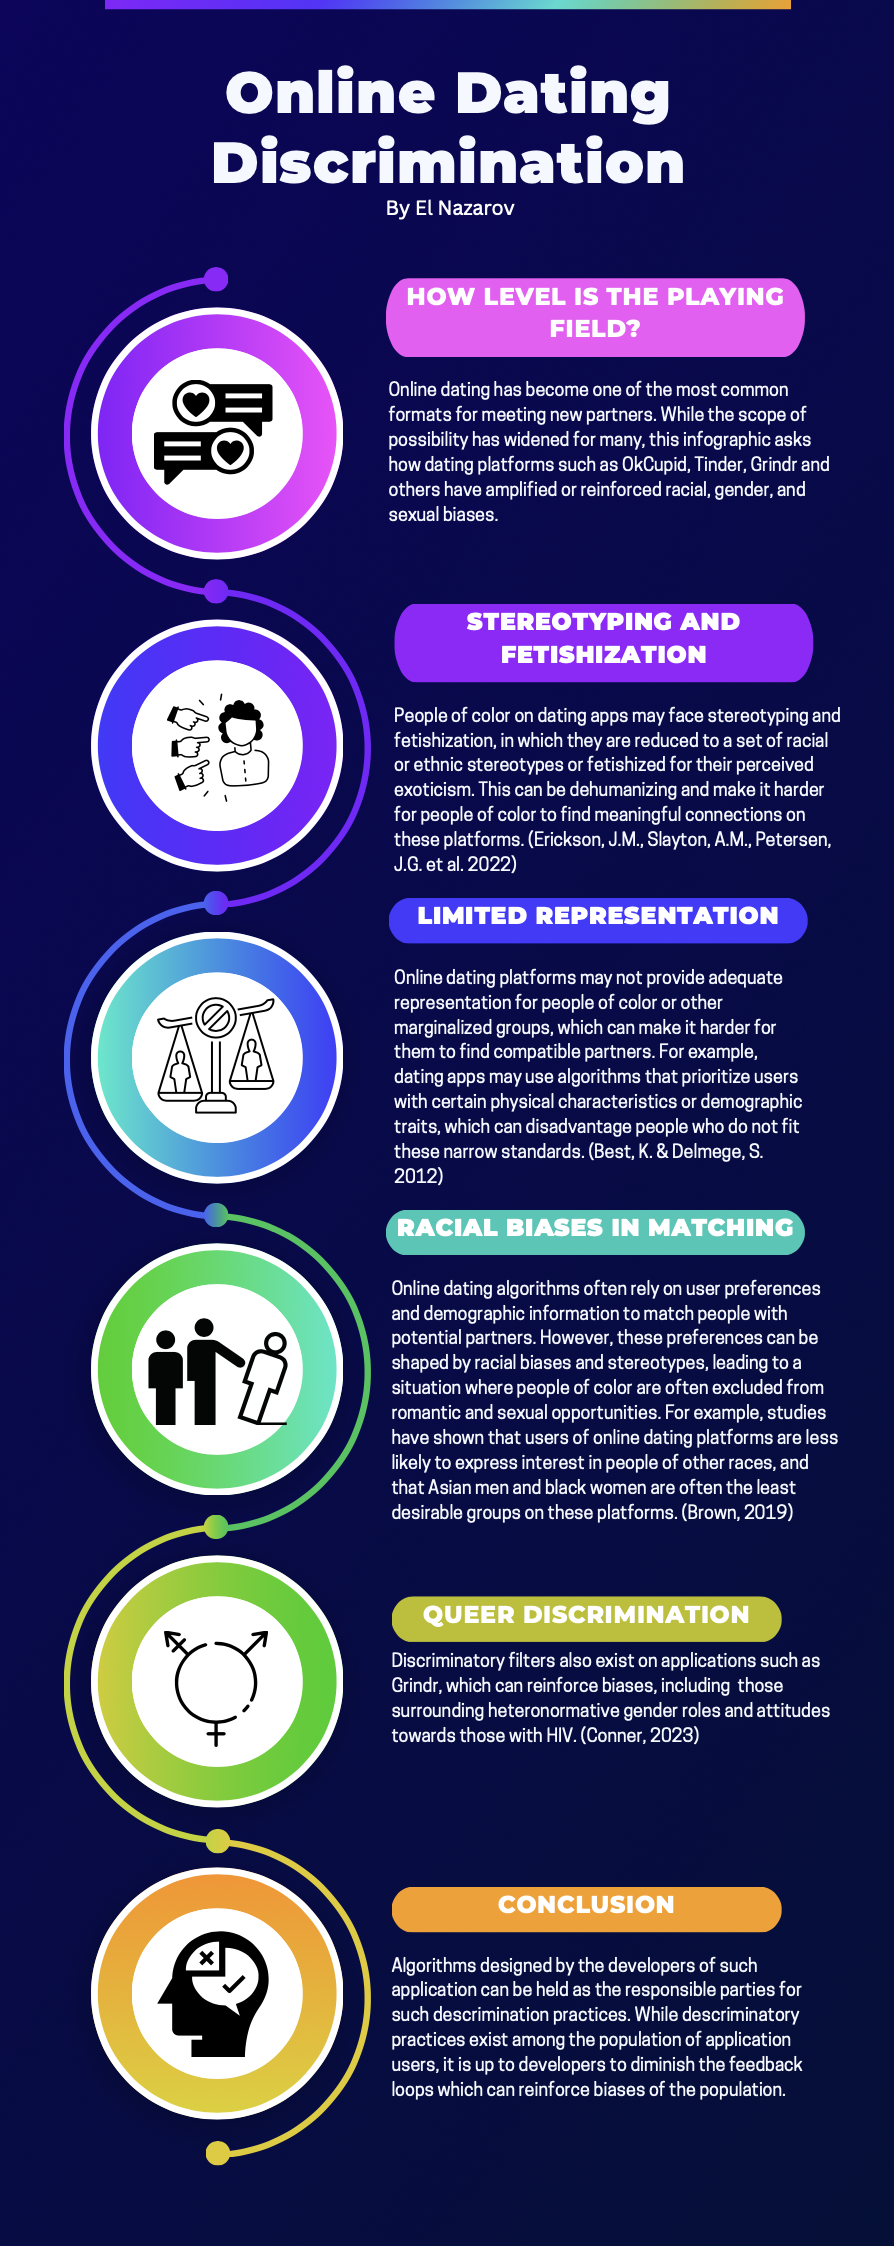 Online Dating
Discrimination
By El Nazarov
HOW LEVEL IS THE PLAYING
FIELD?
Online dating has become one of the most common
formats for meeting new partners. While the scope of
possibility has widened for many, this infographic asks
how dating platforms such as OkCupid, Tinder, Grindr and
others have amplified or reinforced racial, gender, and
sexual biases.
STEREOTYPING AND
FETISHIZATION
People of color on dating apps may face stereotyping and
fetishization, in which they are reduced to a set of racial
or ethnic stereotypes or fetishized for their perceived
exoticism. This can be dehumanizing and make it harder
for people of color to find meaningful connections on
these platforms. (Erickson, J.M., Slayton, A.M., Petersen,
J.G. et al. 2022)
LIMITED REPRESENTATION
Online dating platforms may not provide adequate
representation for people of color or other
marginalized groups, which can make it harder for
them to find compatible partners. For example,
dating apps may use algorithms that prioritize users
with certain physical characteristics or demographic
traits, which can disadvantage people who do not fit
these narrow standards. (Best, K. & Delmege, S.
2012)
RACIAL BIASES IN MATCHING
Online dating algorithms often rely on user preferences
and demographic information to match people with
potential partners. However, these preferences can be
shaped by racial biases and stereotypes, leading to a
situation where people of color are often excluded from
romantic and sexual opportunities. For example, studies
have shown that users of online dating platforms are less
likely to express interest in people of other races, and
that Asian men and black women are often the least
desirable groups on these platforms. (Brown, 2019)
QUEER DISCRIMINATION
Discriminatory filters also exist on applications such as
Grindr, which can reinforce biases, including  those
surrounding heteronormative gender roles and attitudes
towards those with HIV. (Conner, 2023)
CONCLUSION
Algorithms designed by the developers of such
application can be held as the responsible parties for
such descrimination practices. While descriminatory
practices exist among the population of application
users, it is up to developers to diminish the feedback
loops which can reinforce biases of the population.